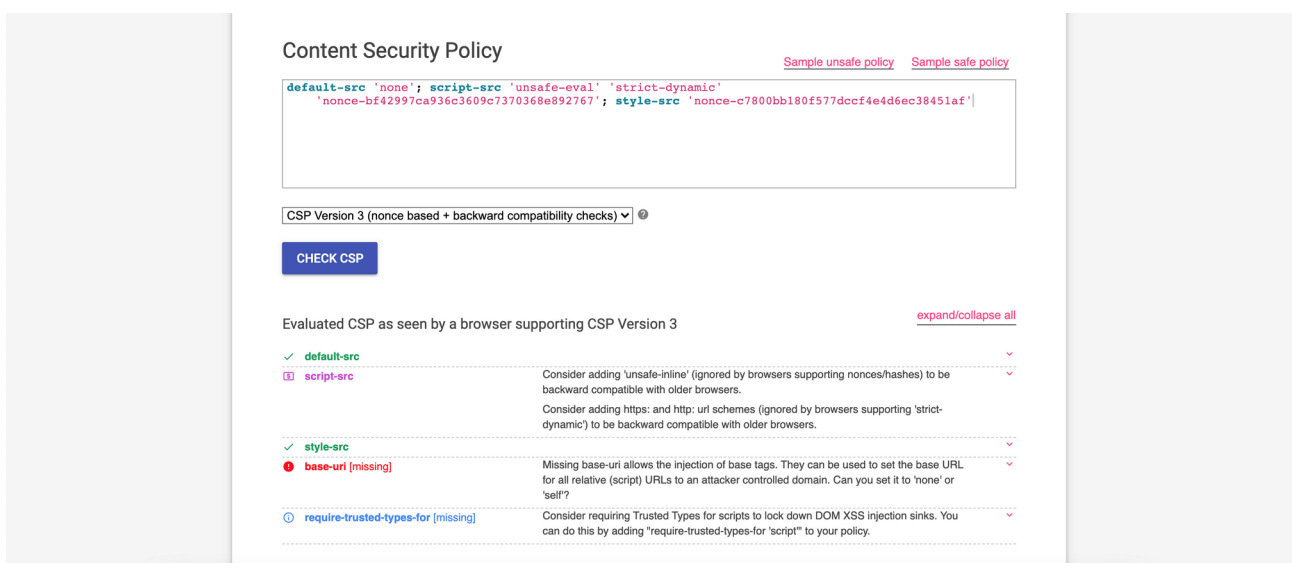 Content Security Policy
Sample unsafe policy Sample safe policy
default-src 'none'; script-src 'unsafe-eval' 'strict-dynamic'
'nonce-bf42997ca936c3609c7370368e892767'; style-src 'nonce-c7800bb180f577dccf4e4d6ec38451af'
CSP Version 3 (nonce based + backward compatibility checks)
CHECK CSP
Evaluated CSP as seen by a browser supporting CSP Version 3
expand/collapse all
default-src
script-src
Consider adding 'unsafe-inline' (ignored by browsers supporting nonces/hashes) to be
backward compatible with older browsers.
Consider adding https: and http: url schemes (ignored by browsers supporting 'strict-
dynamic') to be backward compatible with older browsers.
style-src
base-uri [missing]
Missing base-uri allows the injection of base tags. They can be used to set the base URL
for all relative (script) URLs to an attacker controlled domain. Can you set it to 'none' or
'self'?
require-trusted-types-for [missing]
Consider requiring Trusted Types for scripts to lock down DOM XSS injection sinks. You
can do this by adding "require-trusted-types-for 'script'" to your policy.